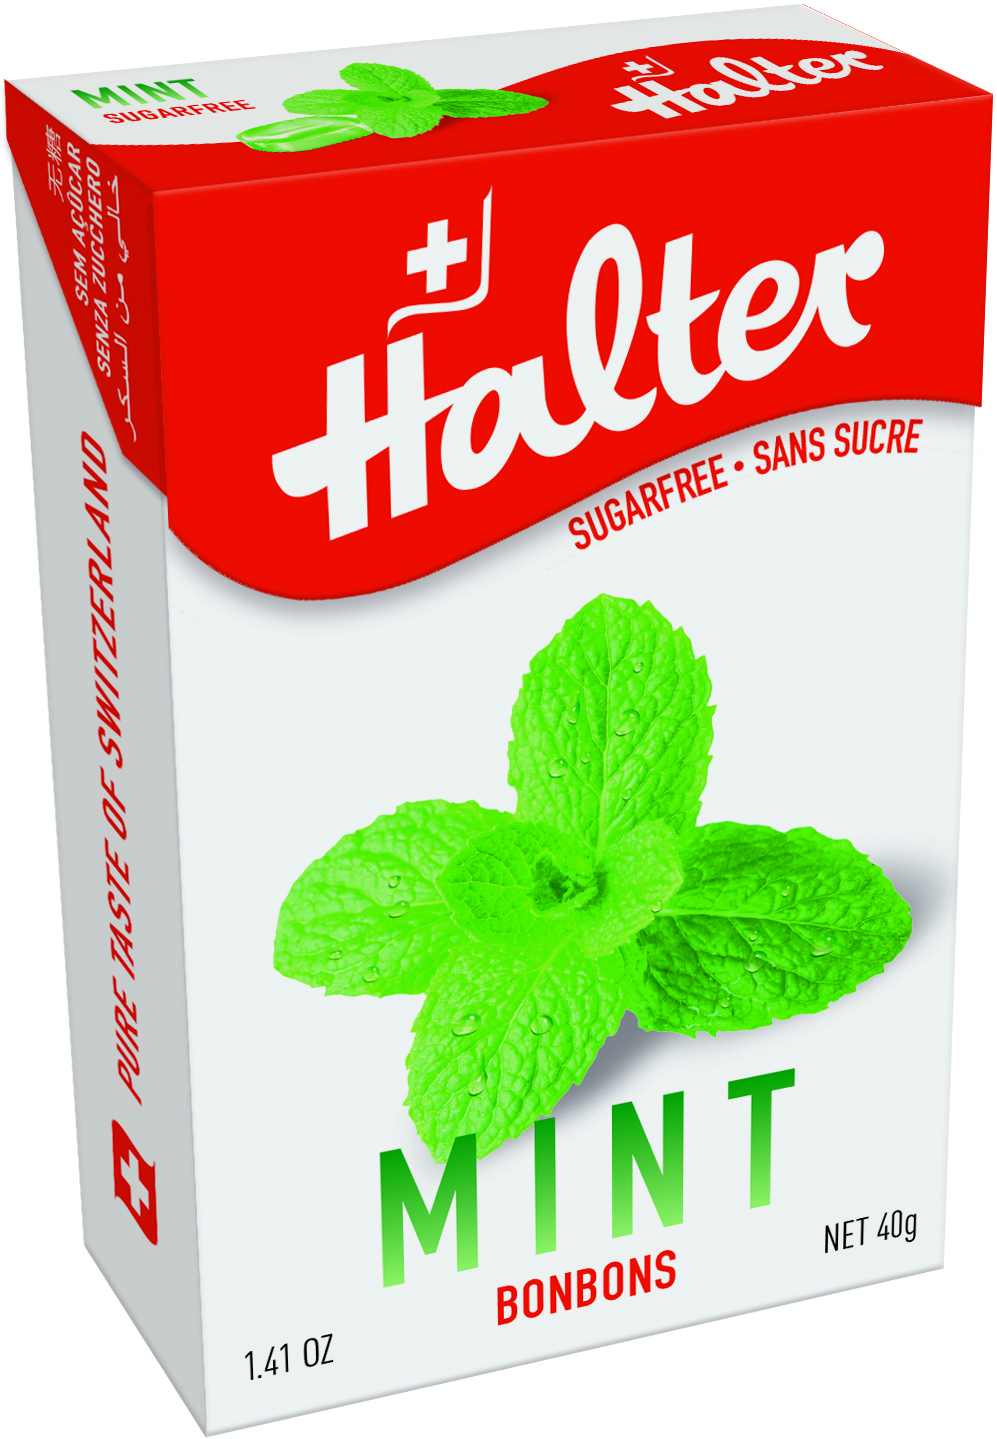 MINT
SUGARFREE
Halter
无糖
SEM AÇÚCAR
SENZA ZUCCHERO
خالي من السكر
Halter
SUGARFREE • SANS SUCRE
PURE TASTE OF SWITZERLAND
MINT
BONBONS
NET 40g
1.41 OZ